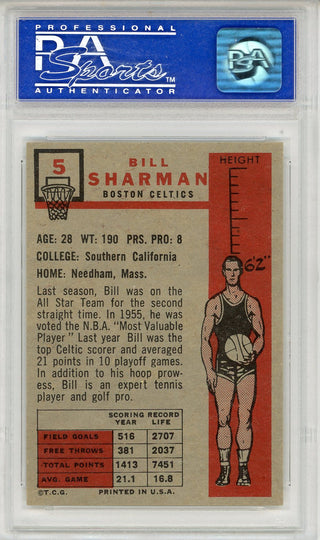 PROFESSIONAL
PSA
Sports™
AUTHENTICATOR
PSA
5
BILL
SHARMAN
BOSTON CELTICS
HEIGHT
6'2"
AGE: 28 WT: 190 PRS. PRO: 8
COLLEGE: Southern California
HOME: Needham, Mass.
Last season, Bill was on the
All Star Team for the second
straight time. In 1955, he was
voted the N.B.A. "Most Valuable
Player" Last year Bill was the
top Celtic scorer and averaged
21 points in 10 playoff games.
In addition to his hoop prow-
ess, Bill is an expert tennis
player and golf pro.
SCORING RECORD
YEAR LIFE
FIELD GOALS 516 2707
FREE THROWS 381 2037
TOTAL POINTS 1413 7451
AVG. GAME 21.1 16.8
©T.C.G. PRINTED IN U.S.A.